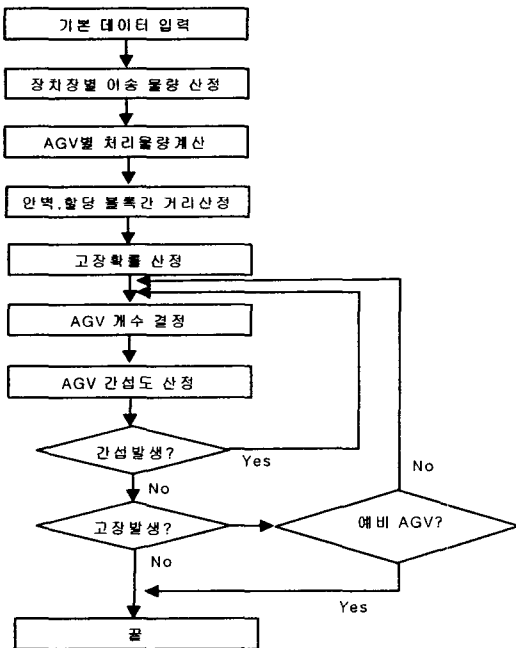 기본 데이터 입력
장치장별 이송 물량 산정
AGV별 처리물량계산
안벽,할당 블록간 거리산정
고장확률 산정
AGV 개수 결정
AGV 간섭도 산정
간섭발생?
Yes
No
No
고장발생?
예비 AGV?
No
Yes
끝